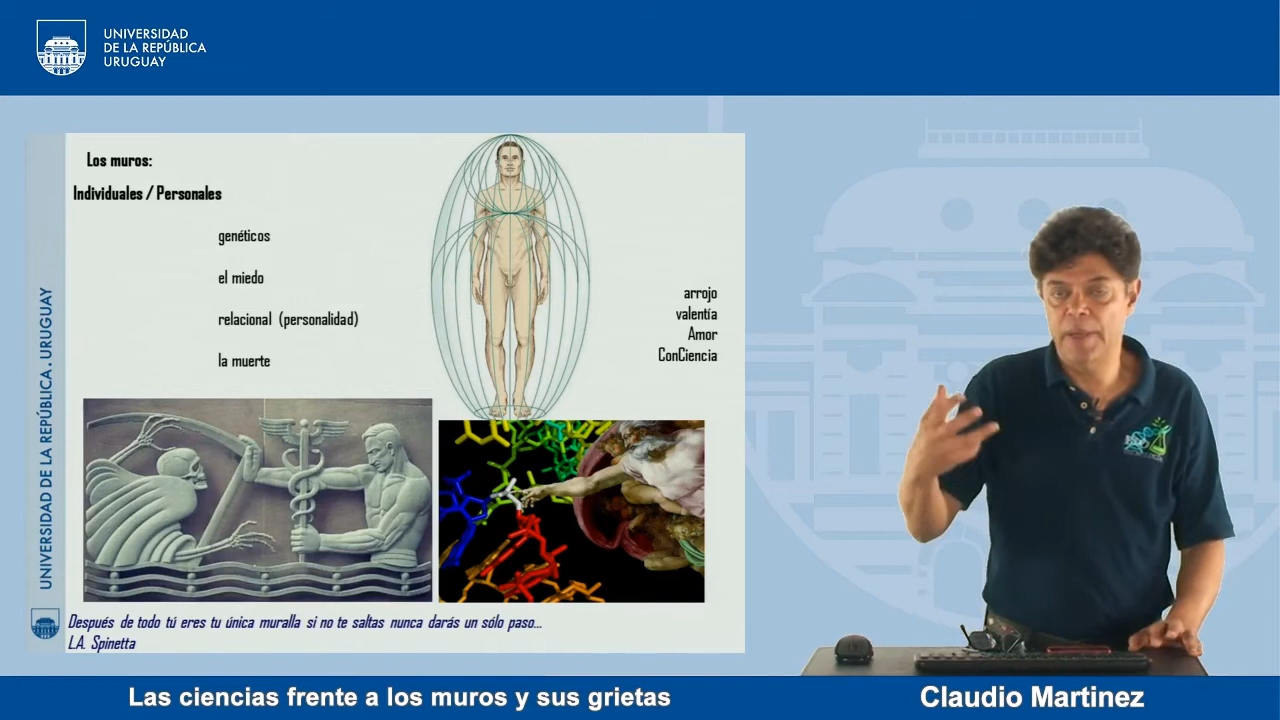 UNIVERSIDAD
DE LA REPÚBLICA
URUGUAY
Los muros:
Individuales / Personales
genéticos
el miedo
relacional (personalidad)
la muerte
arrojo
valentía
Amor
ConCiencia
UNIVERSIDAD DE LA REPÚBLICA . URUGUAY
Después de todo tú eres tu única muralla si no te saltas nunca darás un sólo paso...
L.A. Spinetta
Las ciencias frente a los muros y sus grietas
Claudio Martinez